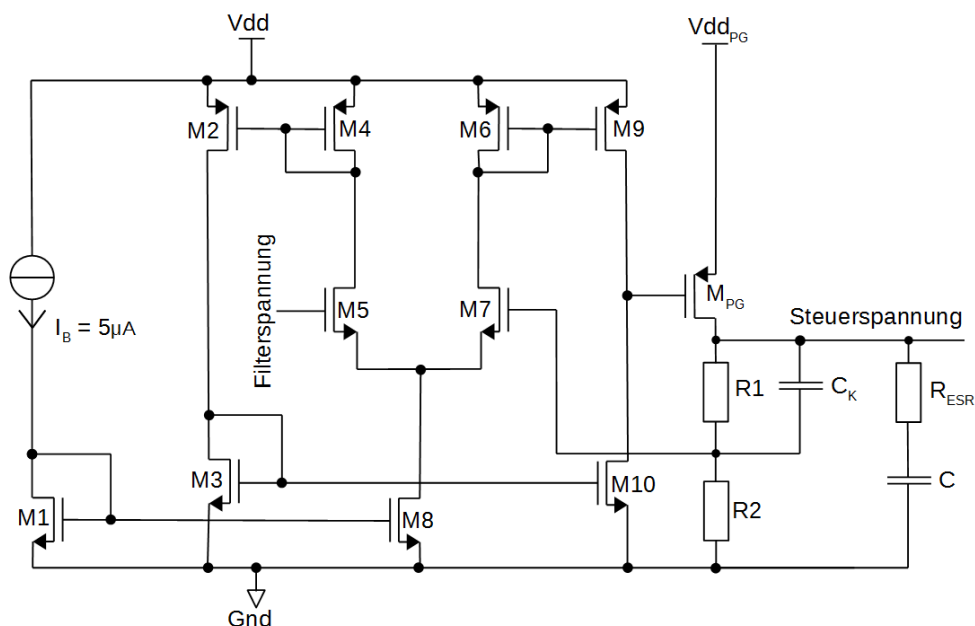 Vdd
Vdd_PG
M2
M4
M6
M9
Filterspannung
M5
M7
M_PG
I_B = 5µA
Steuerspannung
R1
C_K
R_ESR
M3
M10
C
M1
M8
R2
Gnd